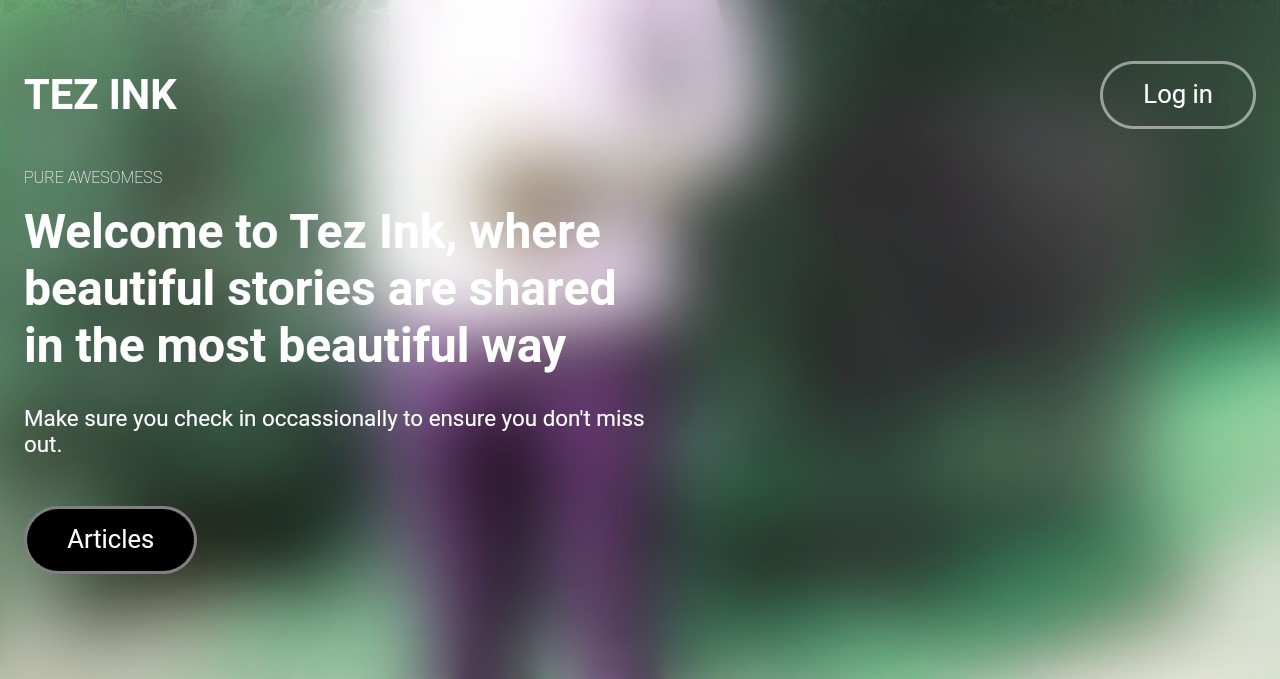 TEZ INK
Log in
PURE AWESOMESS
Welcome to Tez Ink, where
beautiful stories are shared
in the most beautiful way
Make sure you check in occassionally to ensure you don't miss
out.
Articles